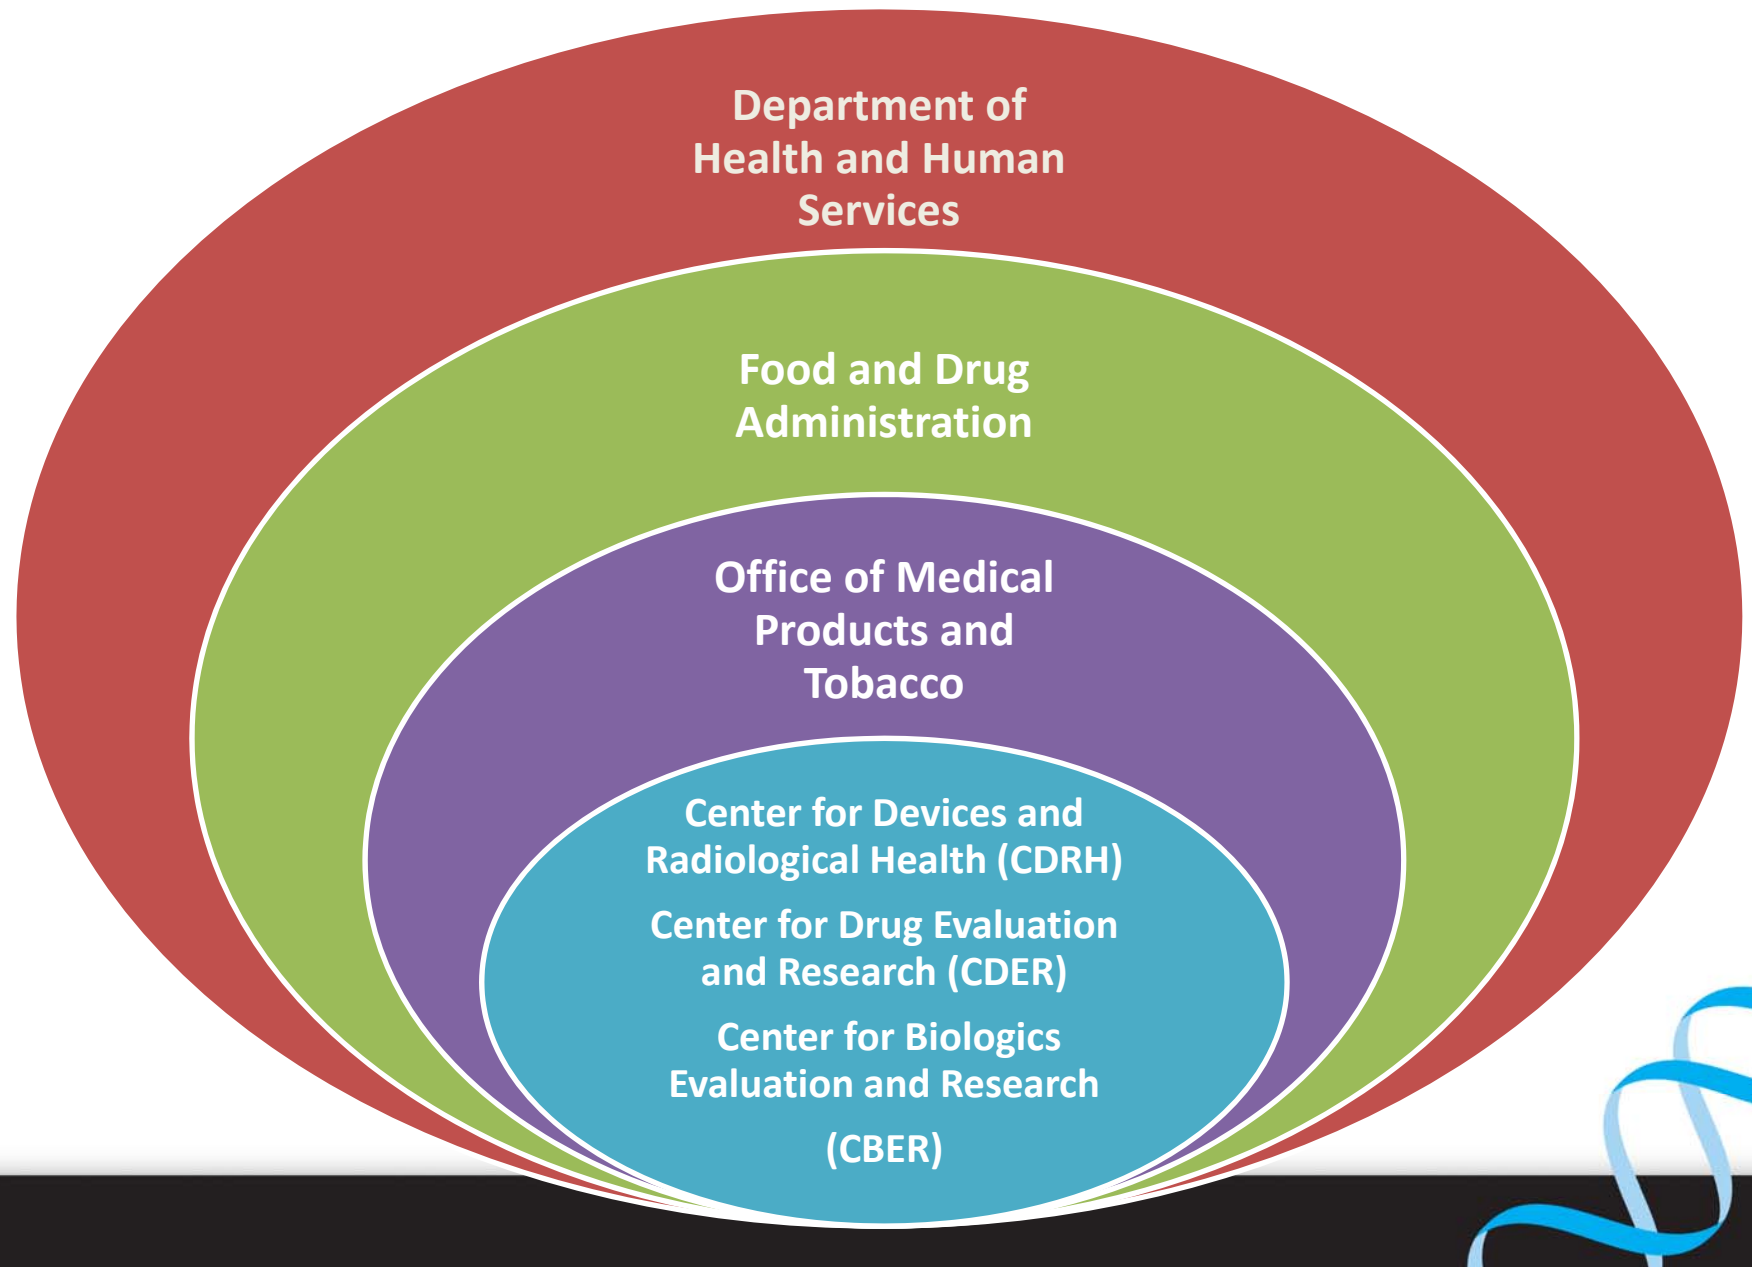 Department of
Health and Human
Services
Food and Drug
Administration
Office of Medical
Products and
Tobacco
Center for Devices and
Radiological Health (CDRH)
Center for Drug Evaluation
and Research (CDER)
Center for Biologics
Evaluation and Research
(CBER)